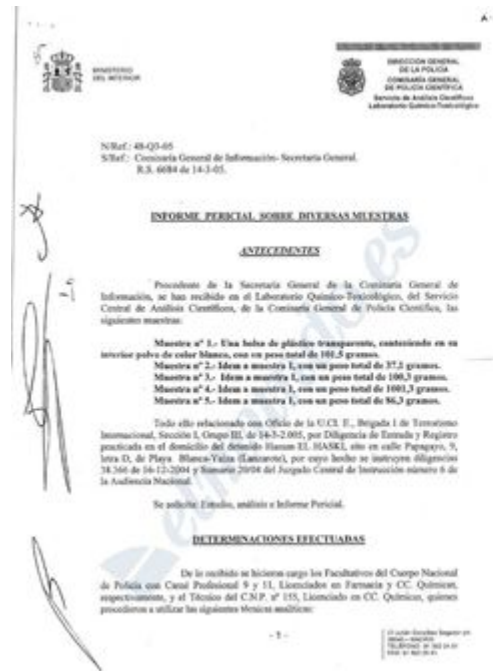 MINISTERIO
DEL INTERIOR
DIRECCIÓN GENERAL
DE LA POLICÍA
COMISARÍA GENERAL
DE POLICÍA CIENTÍFICA
Servicio de Análisis Científicos
Laboratorio Químico-Toxicológico
N/Ref.: 48-Q3-05
S/Ref.: Comisaría General de Información- Secretaría General.
R.S. 6684 de 14-3-05.
INFORME PERICIAL SOBRE DIVERSAS MUESTRAS
ANTECEDENTES
Procedente de la Secretaría General de la Comisaría General de
Información, se han recibido en el Laboratorio Químico-Toxicológico, del Servicio
Central de Análisis Científicos, de la Comisaría General de Policía Científica, las
siguientes muestras:
Muestra nº 1.- Una bolsa de plástico transparente, conteniendo en su
interior polvo de color blanco, con un peso total de 101,5 gramos.
Muestra nº 2.- Idem a muestra 1, con un peso total de 37,1 gramos.
Muestra nº 3.- Idem a muestra 1, con un peso total de 100,3 gramos.
Muestra nº 4.- Idem a muestra 1, con un peso total de 1001,3 gramos.
Muestra nº 5.- Idem a muestra 1, con un peso total de 86,3 gramos.
Todo ello relacionado con Oficio de la U.C.I. E., Brigada I de Terrorismo
Internacional, Sección I, Grupo III, de 14-3-2.005, por Diligencia de Entrada y Registro
practicada en el domicilio del detenido Hassan EL HASKI, sito en calle Papagayo, 9,
letra D, de Playa Blanca-Yaiza (Lanzarote), por cuyo hecho se instruyen diligencias
38.366 de 16-12-2004 y Sumario 20/04 del Juzgado Central de Instrucción número 6 de
la Audiencia Nacional.
Se solicita: Estudio, análisis e Informe Pericial.
DETERMINACIONES EFECTUADAS
De lo recibido se hicieron cargo los Facultativos del Cuerpo Nacional
de Policía con Carné Profesional 9 y 11, Licenciados en Farmacia y CC. Químicas,
respectivamente, y el Técnico del C.N.P. nº 155, Licenciado en CC. Químicas, quienes
procedieron a utilizar las siguientes técnicas analíticas:
- 1 -
elmundo.es